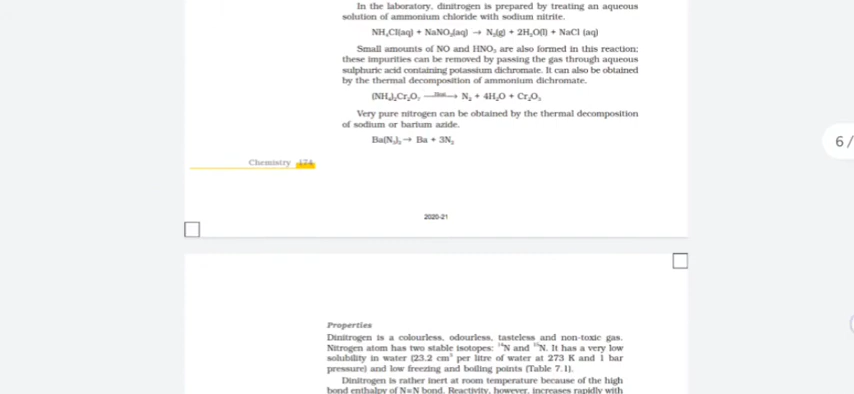 In the laboratory, dinitrogen is prepared by treating an aqueous
solution of ammonium chloride with sodium nitrite.
NH₄Cl(aq) + NaNO₂(aq) → N₂(g) + 2H₂O(l) + NaCl (aq)
Small amounts of NO and HNO₃ are also formed in this reaction;
these impurities can be removed by passing the gas through aqueous
sulphuric acid containing potassium dichromate. It can also be obtained
by the thermal decomposition of ammonium dichromate.
(NH₄)₂Cr₂O₇ —Heat→ N₂ + 4H₂O + Cr₂O₃
Very pure nitrogen can be obtained by the thermal decomposition
of sodium or barium azide.
Ba(N₃)₂ → Ba + 3N₂
Chemistry 174
6/
2020-21
Properties
Dinitrogen is a colourless, odourless, tasteless and non-toxic gas.
Nitrogen atom has two stable isotopes: ¹⁴N and ¹⁵N. It has a very low
solubility in water (23.2 cm³ per litre of water at 273 K and 1 bar
pressure) and low freezing and boiling points (Table 7.1).
Dinitrogen is rather inert at room temperature because of the high
bond enthalpy of N≡N bond. Reactivity, however, increases rapidly with